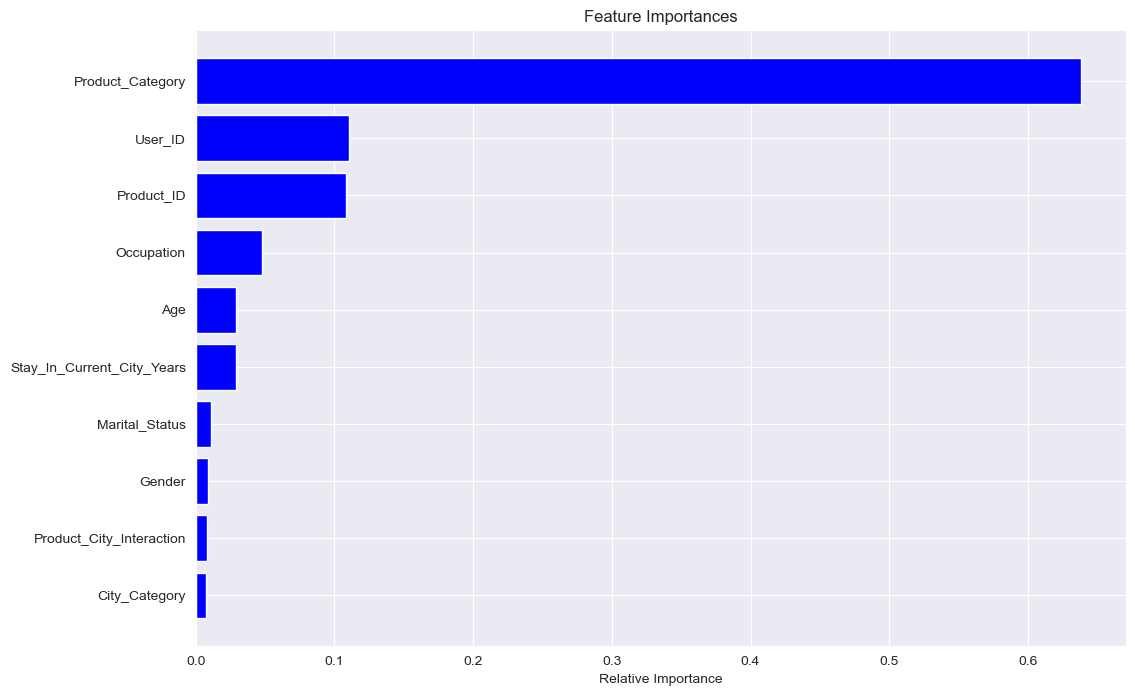 Feature Importances
Product_Category
User_ID
Product_ID
Occupation
Age
Stay_In_Current_City_Years
Marital_Status
Gender
Product_City_Interaction
City_Category
0.0 0.1 0.2 0.3 0.4 0.5 0.6
Relative Importance